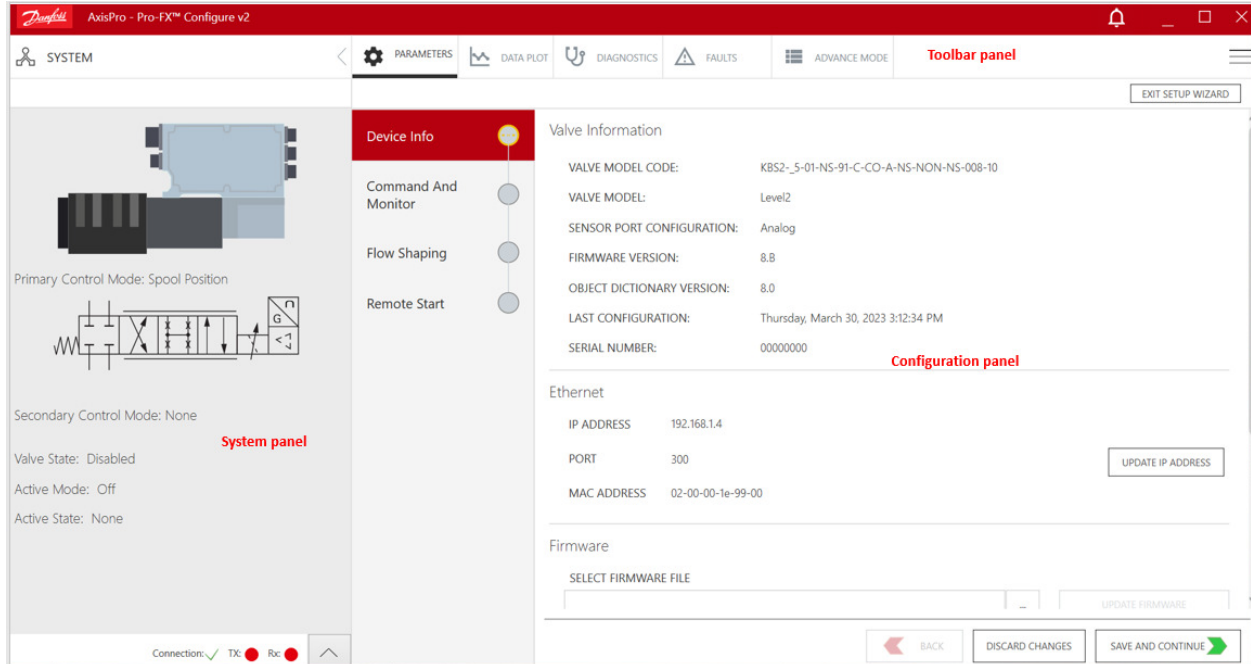 Danfoss AxisPro - Pro-FX™ Configure v2
SYSTEM
PARAMETERS
DATA PLOT
DIAGNOSTICS
FAULTS
ADVANCE MODE
Toolbar panel
EXIT SETUP WIZARD
Primary Control Mode: Spool Position
G
Secondary Control Mode: None
System panel
Valve State: Disabled
Active Mode: Off
Active State: None
Connection: TX: Rx:
Device Info
Command And
Monitor
Flow Shaping
Remote Start
Valve Information
VALVE MODEL CODE: KBS2-_5-01-NS-91-C-CO-A-NS-NON-NS-008-10
VALVE MODEL: Level2
SENSOR PORT CONFIGURATION: Analog
FIRMWARE VERSION: 8.B
OBJECT DICTIONARY VERSION: 8.0
LAST CONFIGURATION: Thursday, March 30, 2023 3:12:34 PM
SERIAL NUMBER: 00000000
Configuration panel
Ethernet
IP ADDRESS 192.168.1.4
PORT 300
UPDATE IP ADDRESS
MAC ADDRESS 02-00-00-1e-99-00
Firmware
SELECT FIRMWARE FILE
...
UPDATE FIRMWARE
BACK
DISCARD CHANGES
SAVE AND CONTINUE